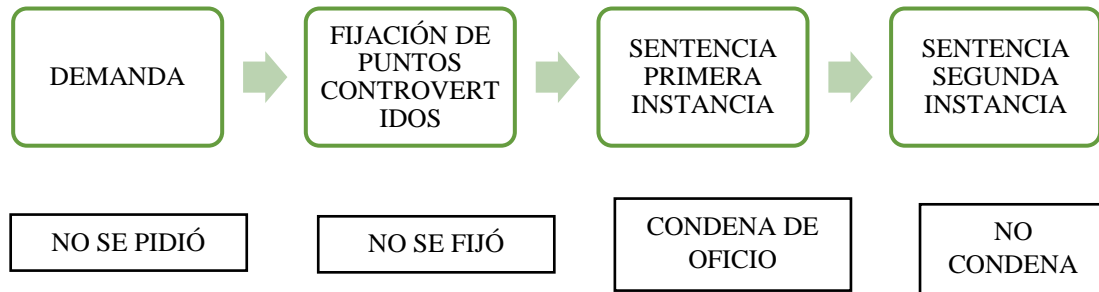 DEMANDA
FIJACIÓN DE
PUNTOS
CONTROVERT
IDOS
SENTENCIA
PRIMERA
INSTANCIA
SENTENCIA
SEGUNDA
INSTANCIA
NO SE PIDIÓ
NO SE FIJÓ
CONDENA DE
OFICIO
NO
CONDENA